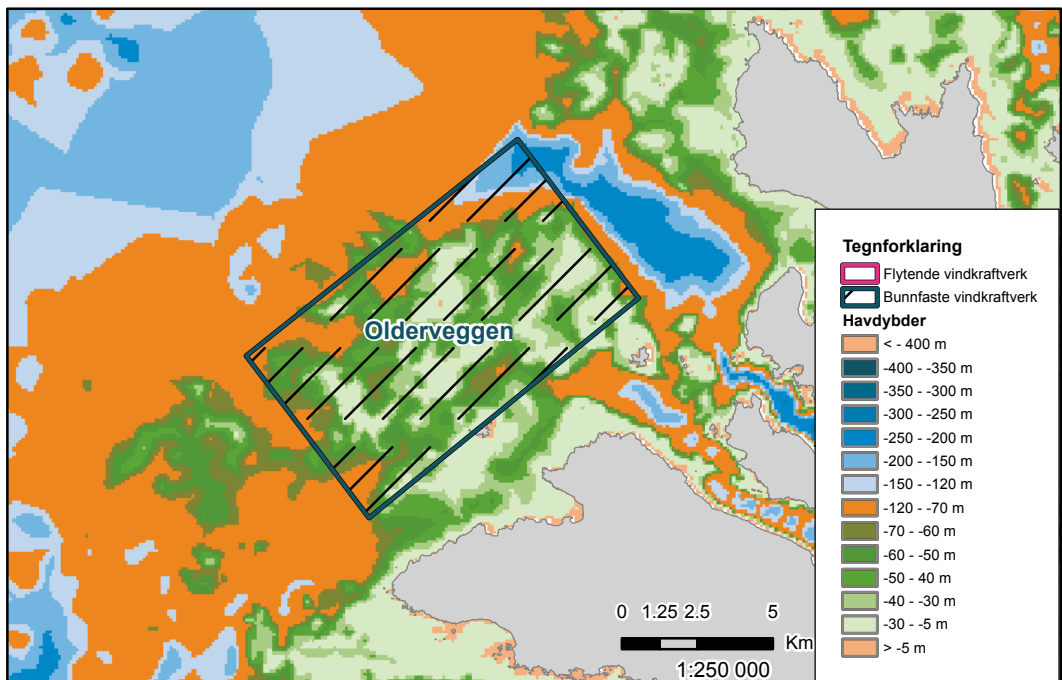 Olderveggen
Tegnforklaring
Flytende vindkraftverk
Bunnfaste vindkraftverk
Havdybder
< - 400 m
-400 - -350 m
-350 - -300 m
-300 - -250 m
-250 - -200 m
-200 - -150 m
-150 - -120 m
-120 - -70 m
-70 - -60 m
-60 - -50 m
-50 - 40 m
-40 - -30 m
-30 - -5 m
> -5 m
0 1.25 2.5 5
Km
1:250 000